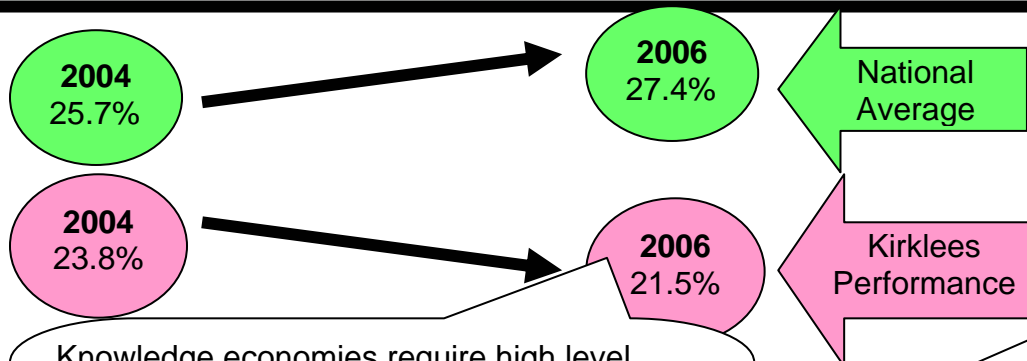 2004
25.7%
2006
27.4%
National
Average
2004
23.8%
2006
21.5%
Kirklees
Performance
Knowledge economies require high level